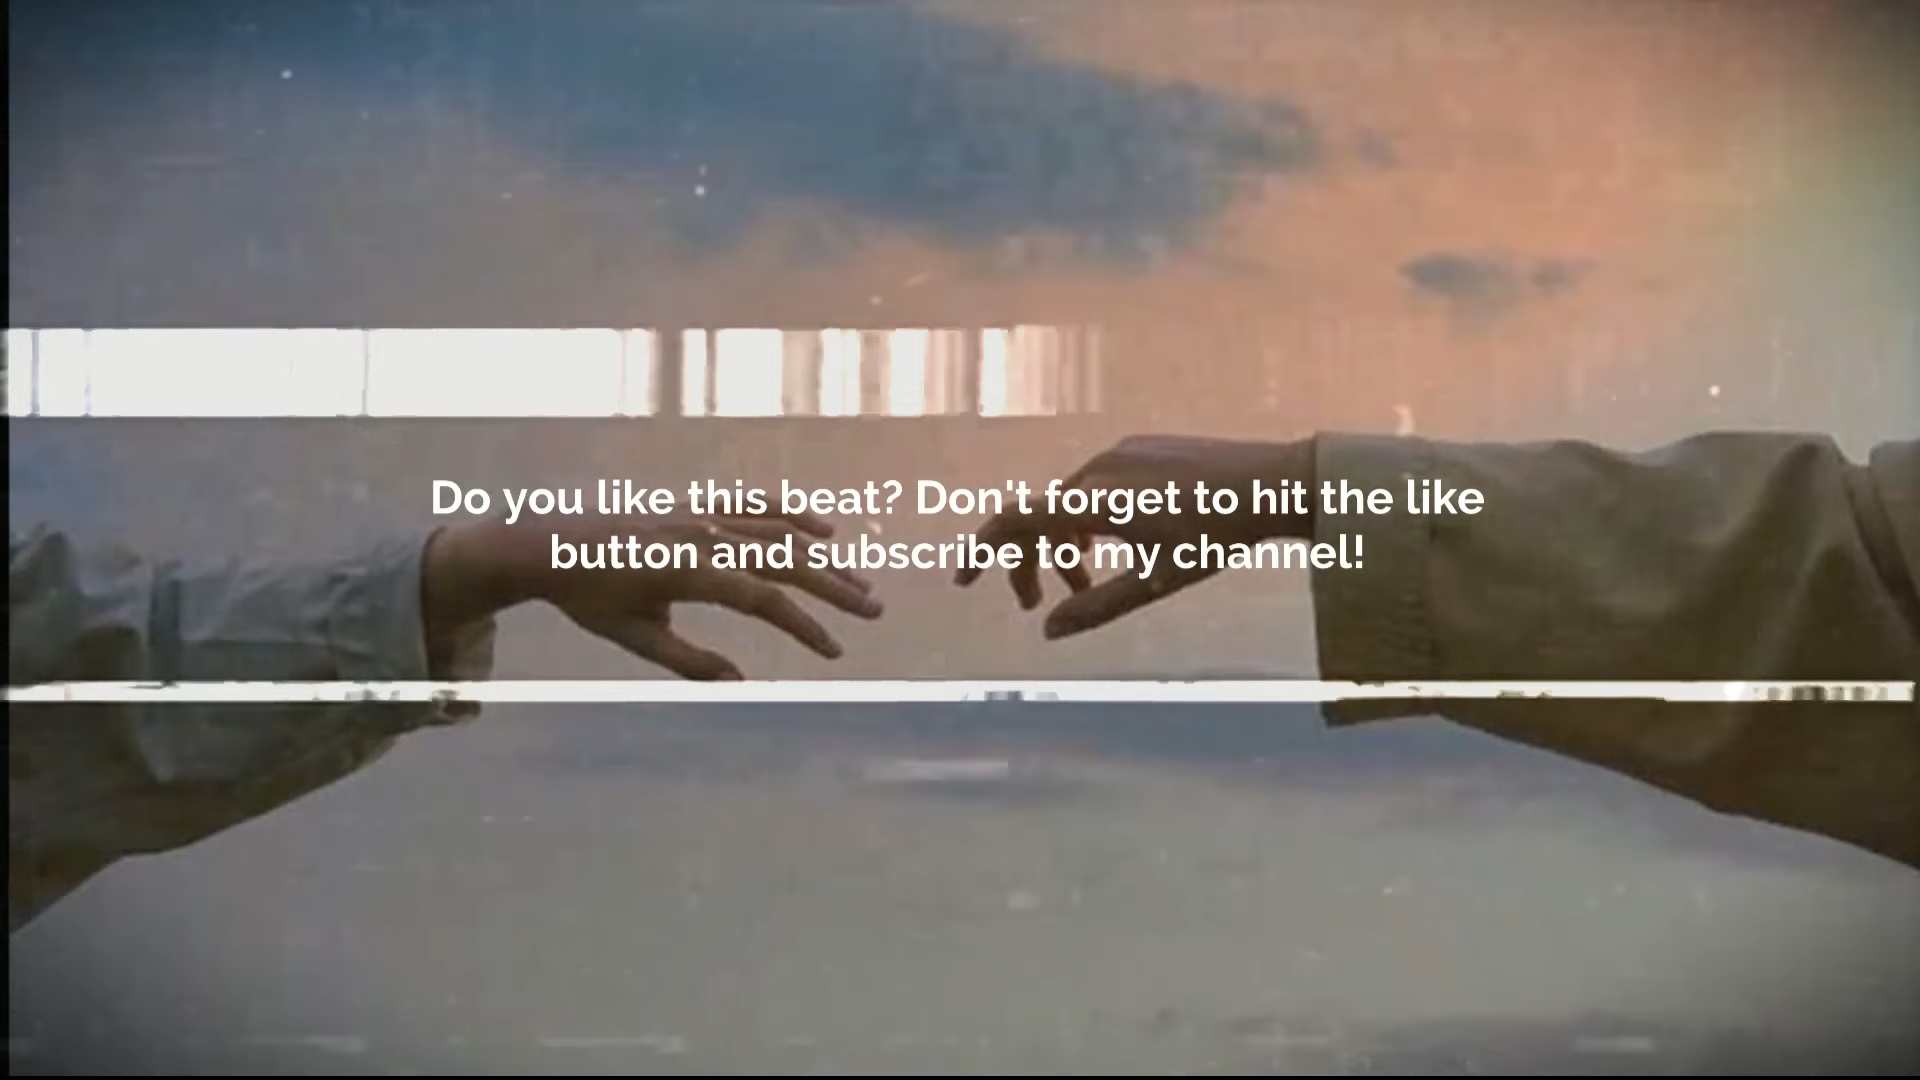 Do you like this beat? Don't forget to hit the like
button and subscribe to my channel!